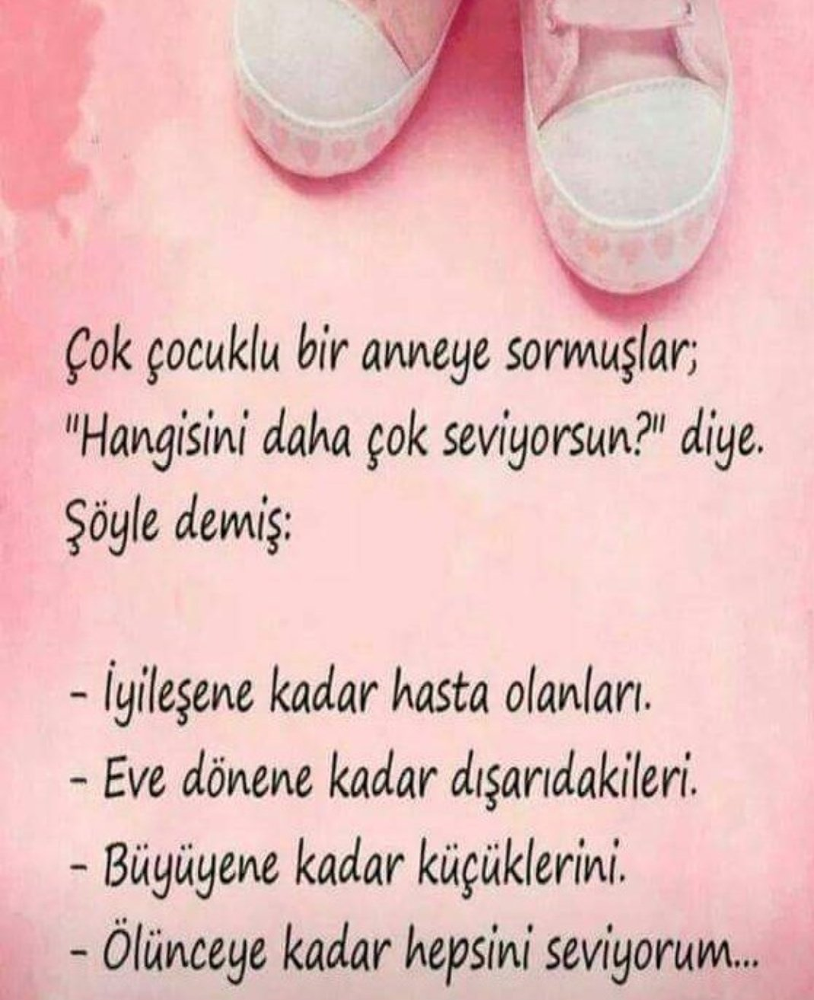 Çok çocuklu bir anneye sormuşlar;
"Hangisini daha çok seviyorsun?" diye.
Şöyle demiş:
- İyileşene kadar hasta olanları.
- Eve dönene kadar dışarıdakileri.
- Büyüyene kadar küçüklerini.
- Ölünceye kadar hepsini seviyorum...